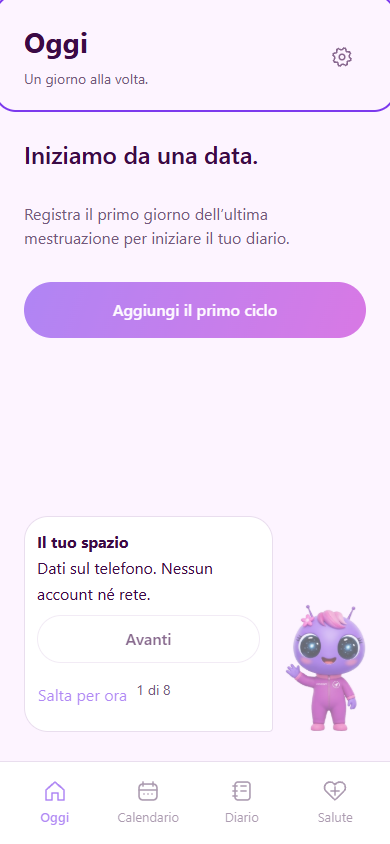 Oggi
Un giorno alla volta.
Iniziamo da una data.
Registra il primo giorno dell’ultima
mestruazione per iniziare il tuo diario.
Aggiungi il primo ciclo
Il tuo spazio
Dati sul telefono. Nessun
account né rete.
Avanti
Salta per ora
1 di 8
Oggi
Calendario
Diario
Salute